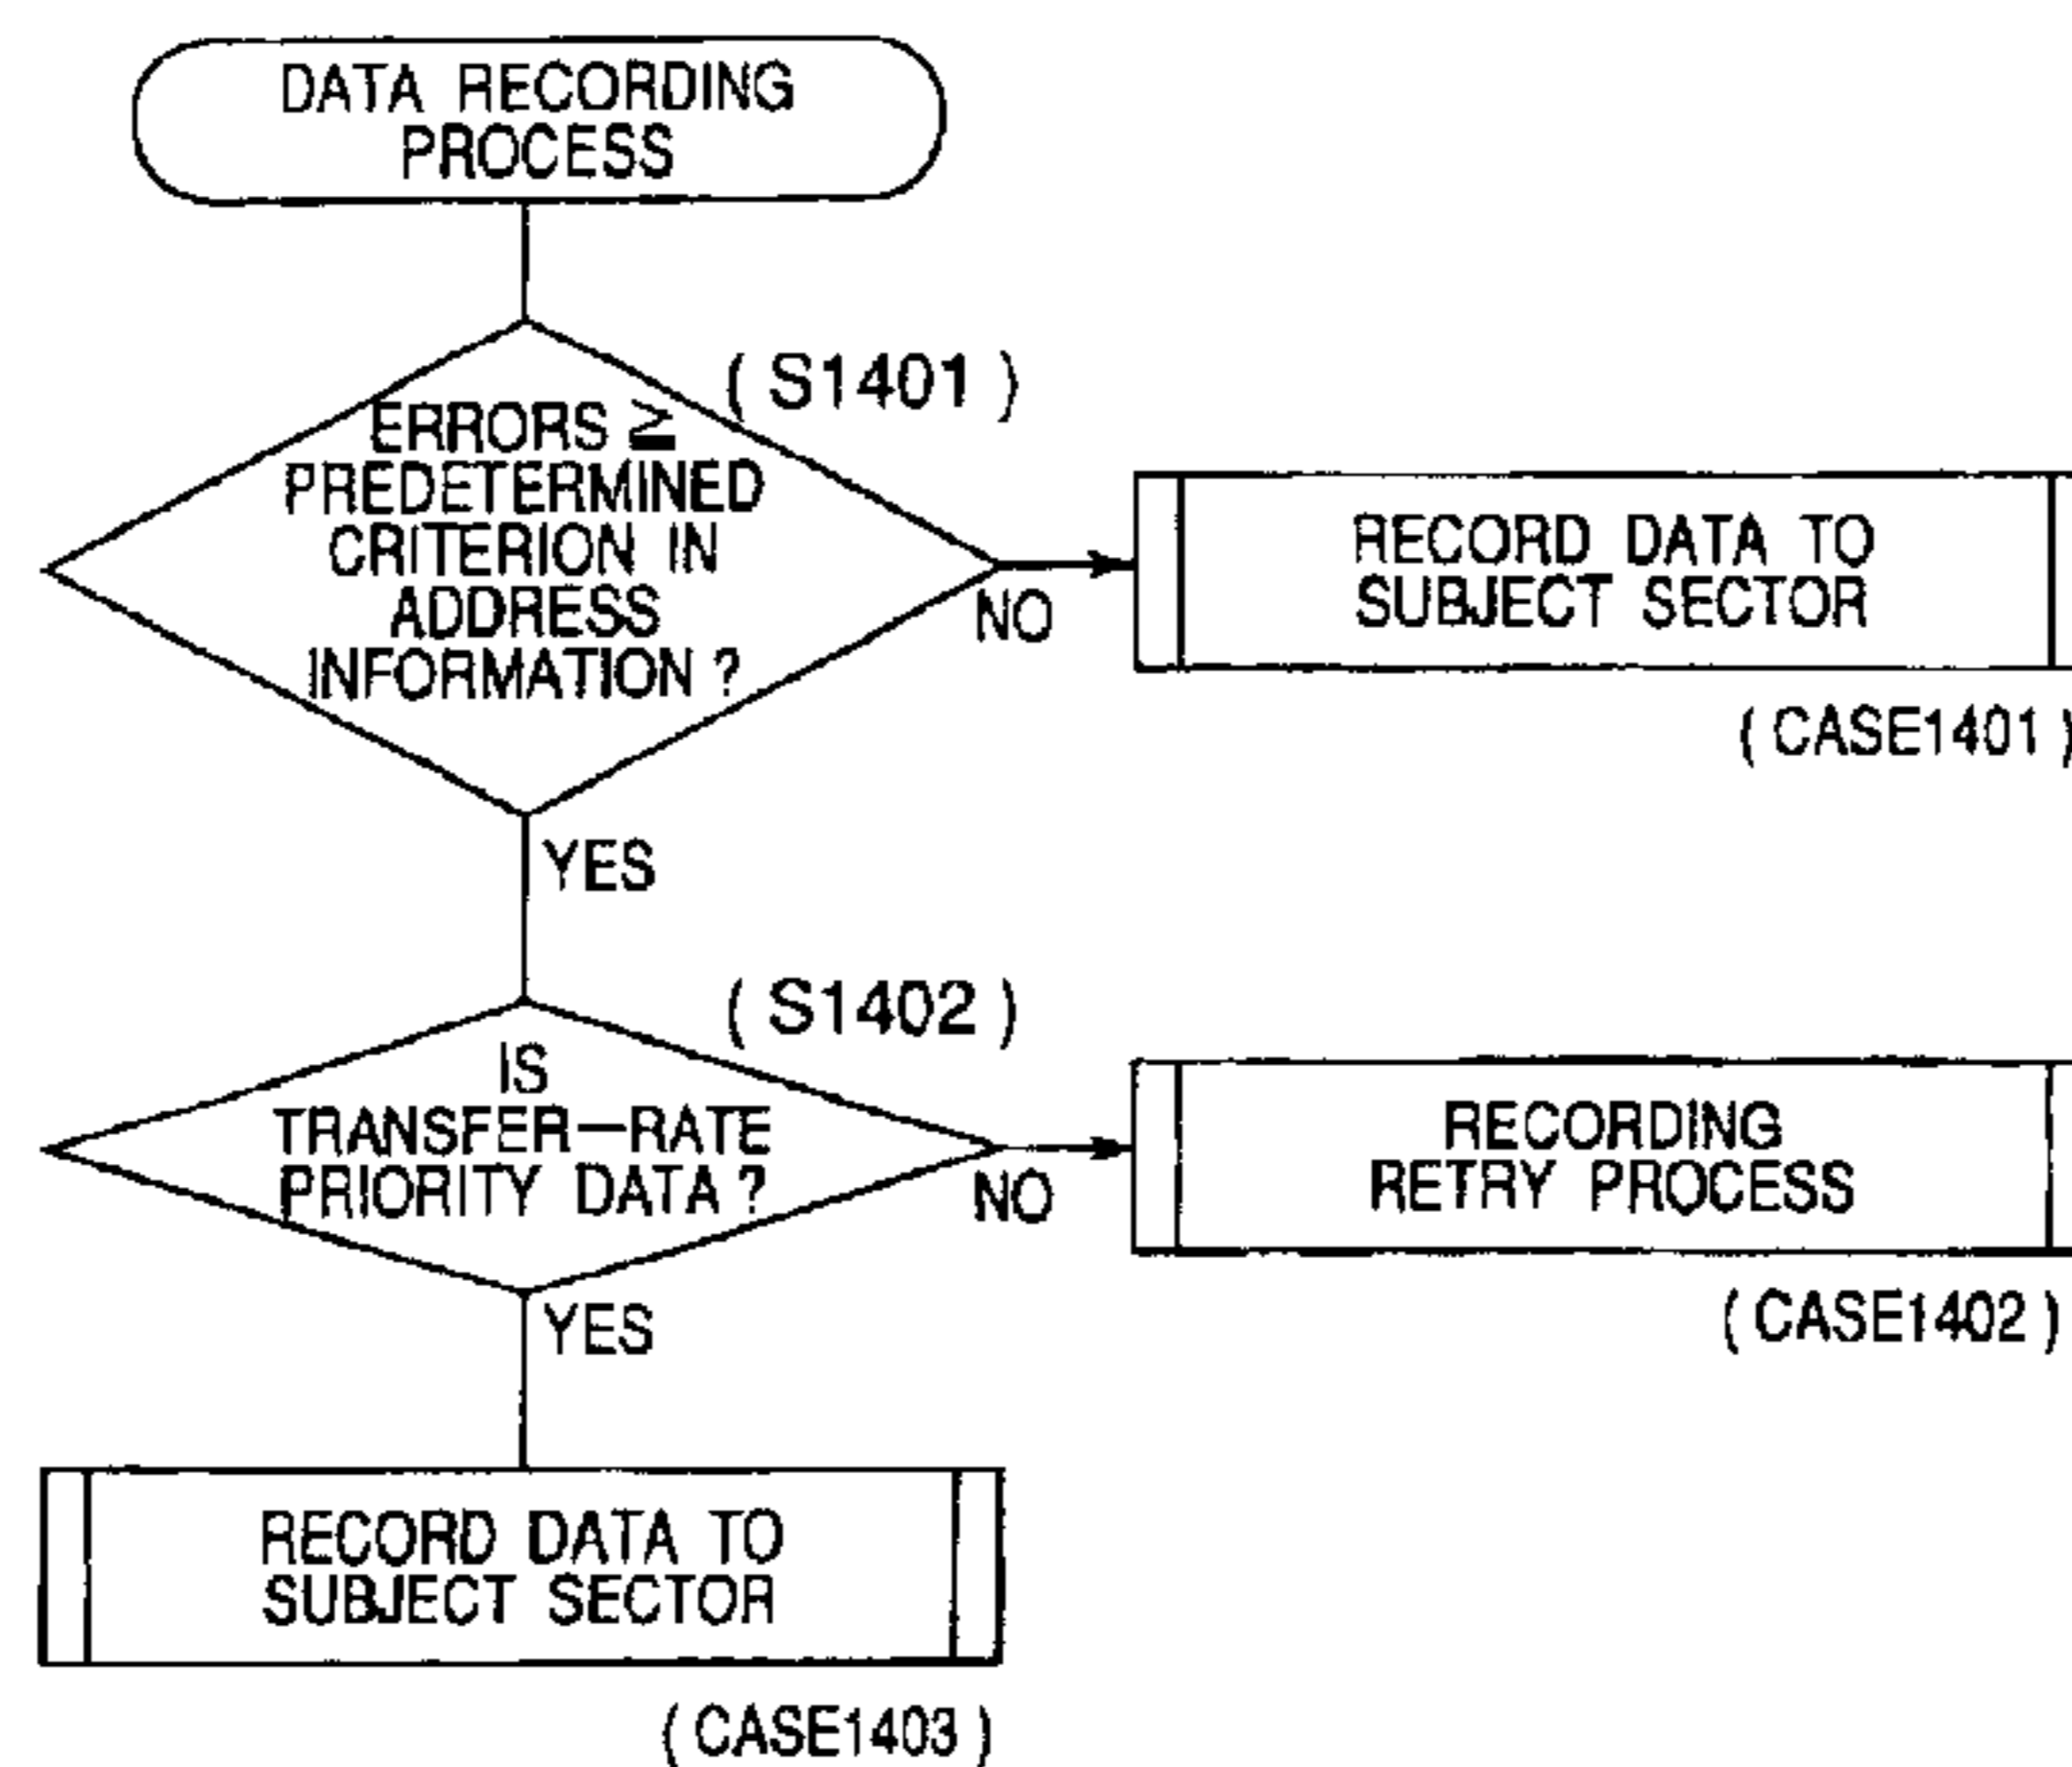 DATA RECORDING
PROCESS
( S1401 )
ERRORS ≧
PREDETERMINED
CRITERION IN
ADDRESS
INFORMATION ?
NO
RECORD DATA TO
SUBJECT SECTOR
( CASE1401 )
YES
( S1402 )
IS
TRANSFER—RATE
PRIORITY DATA ?
NO
RECORDING
RETRY PROCESS
( CASE1402 )
YES
RECORD DATA TO
SUBJECT SECTOR
( CASE1403 )